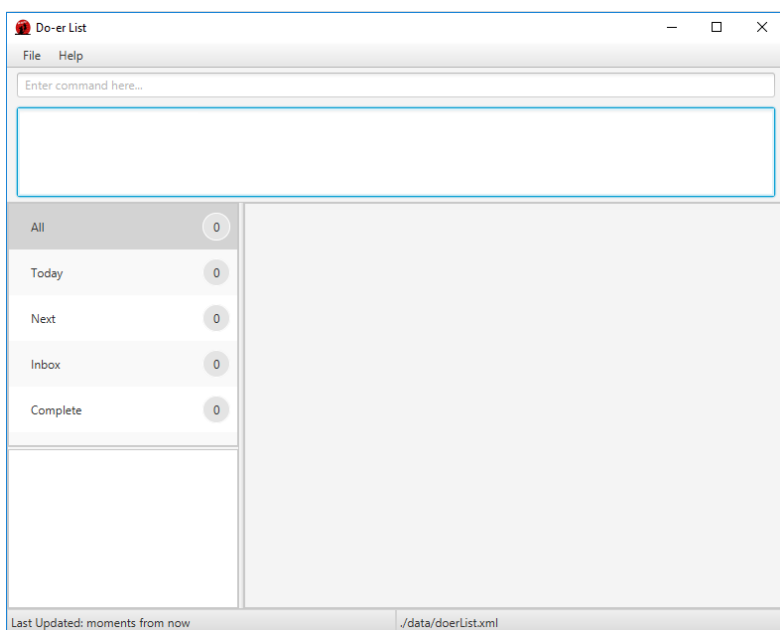 Do-er List
File Help
Enter command here...
All 0
Today 0
Next 0
Inbox 0
Complete 0
Last Updated: moments from now ./data/doerList.xml